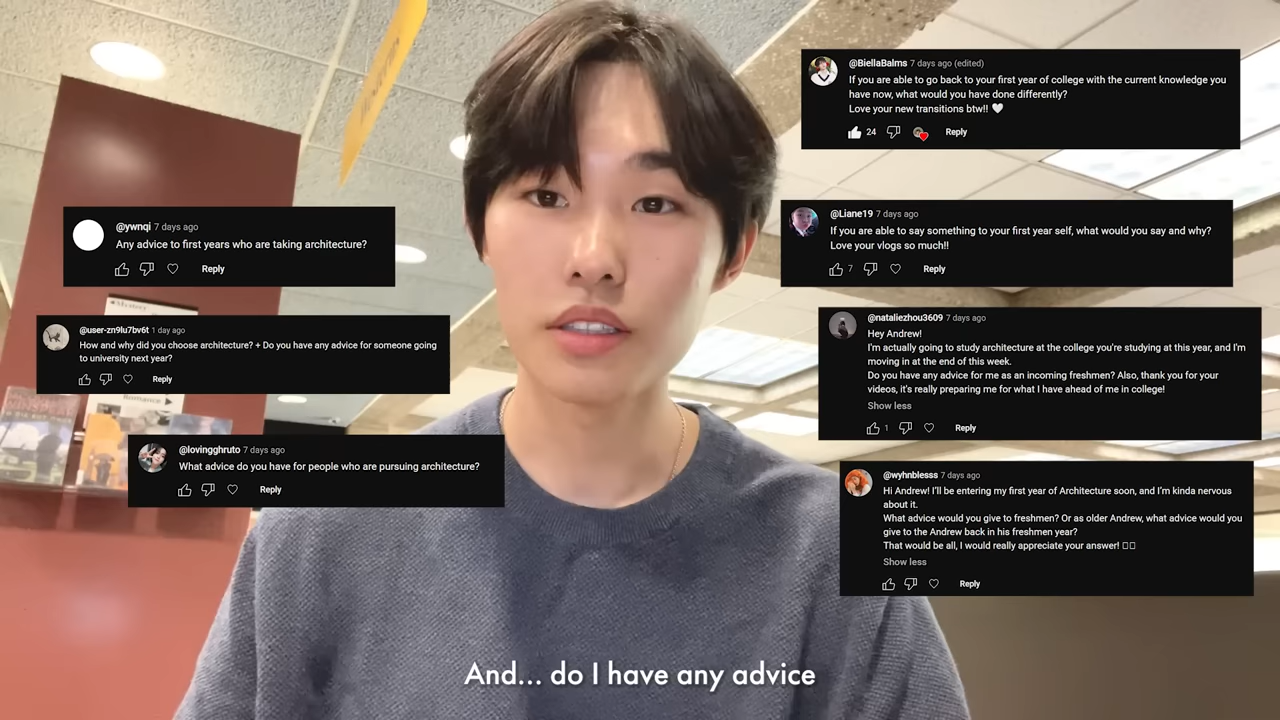 @ywnqi 7 days ago
Any advice to first years who are taking architecture?
Reply
@user-zn9lu7bv6t 1 day ago
How and why did you choose architecture? + Do you have any advice for someone going
to university next year?
Reply
Romance
@lovingghruto 7 days ago
What advice do you have for people who are pursuing architecture?
Reply
@BiellaBalms 7 days ago (edited)
If you are able to go back to your first year of college with the current knowledge you
have now, what would you have done differently?
Love your new transitions btw!! 🤍
24 Reply
@Liane19 7 days ago
If you are able to say something to your first year self, what would you say and why?
Love your vlogs so much!!
7 Reply
@nataliezhou3609 7 days ago
Hey Andrew!
I'm actually going to study architecture at the college you're studying at this year, and I'm
moving in at the end of this week.
Do you have any advice for me as an incoming freshmen? Also, thank you for your
videos, it's really preparing me for what I have ahead of me in college!
Show less
1 Reply
@wyhnblesss 7 days ago
Hi Andrew! I'll be entering my first year of Architecture soon, and I'm kinda nervous
about it.
What advice would you give to freshmen? Or as older Andrew, what advice would you
give to the Andrew back in his freshmen year?
That would be all, I would really appreciate your answer! □□
Show less
Reply
And... do I have any advice